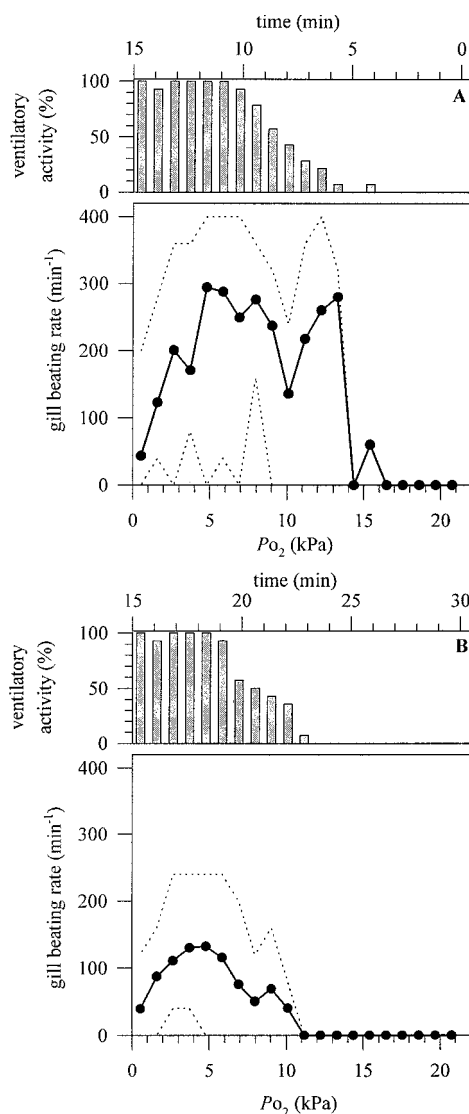 time (min)
15 10 5 0
A
100
50
0
ventilatory
activity (%)
400
300
200
100
0
gill beating rate (min-1)
0 5 10 15 20
Po2 (kPa)
time (min)
15 20 25 30
B
100
50
0
ventilatory
activity (%)
400
300
200
100
0
gill beating rate (min-1)
0 5 10 15 20
Po2 (kPa)